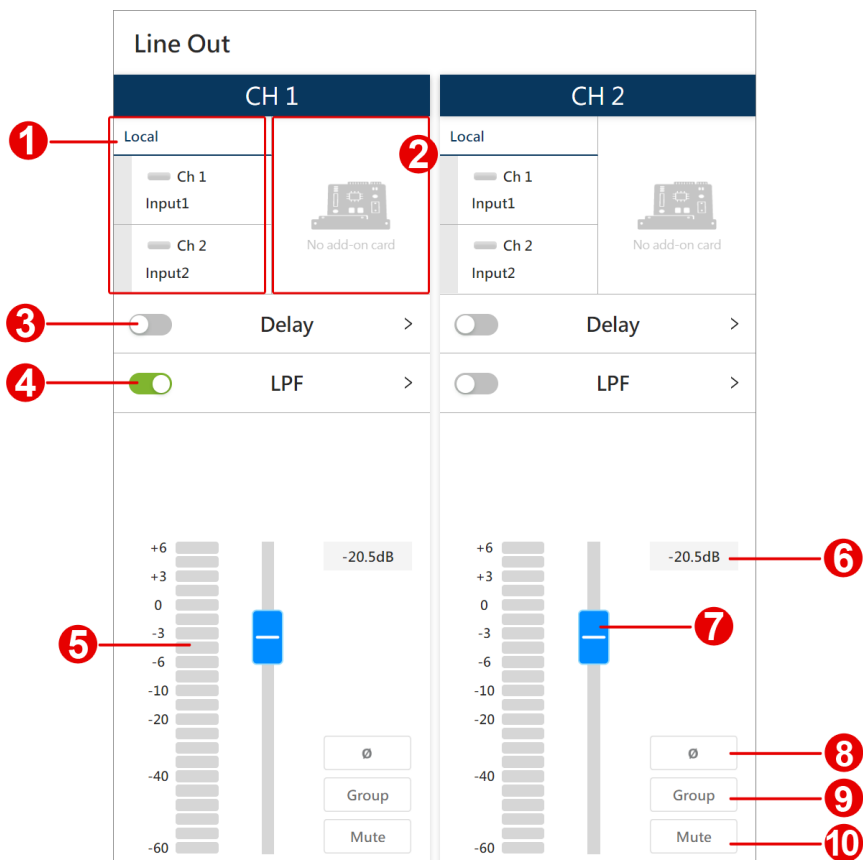 Line Out
CH 1
CH 2
1
Local
2
Local
Ch 1
Input1
Ch 2
Input2
No add-on card
Ch 1
Input1
Ch 2
Input2
No add-on card
3
Delay >
Delay >
4
LPF >
LPF >
+6
+3
0
-3
-6
-10
-20
-40
-60
5
-20.5dB
ø
Group
Mute
+6
+3
0
-3
-6
-10
-20
-40
-60
-20.5dB
6
7
ø
8
Group
9
Mute
10